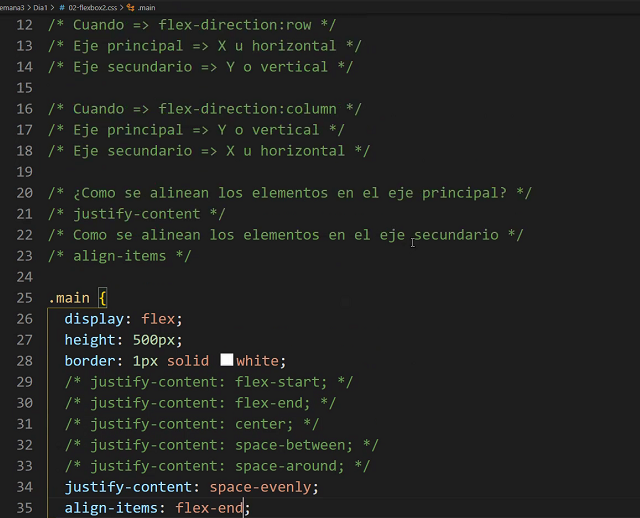 emana3 > Dia1 > # 02-flexbox2.css > .main
12 /* Cuando => flex-direction:row */
13 /* Eje principal => X u horizontal */
14 /* Eje secundario => Y o vertical */
15
16 /* Cuando => flex-direction:column */
17 /* Eje principal => Y o vertical */
18 /* Eje secundario => X u horizontal */
19
20 /* ¿Como se alinean los elementos en el eje principal? */
21 /* justify-content */
22 /* Como se alinean los elementos en el eje secundario */
23 /* align-items */
24
25 .main {
26 display: flex;
27 height: 500px;
28 border: 1px solid white;
29 /* justify-content: flex-start; */
30 /* justify-content: flex-end; */
31 /* justify-content: center; */
32 /* justify-content: space-between; */
33 /* justify-content: space-around; */
34 justify-content: space-evenly;
35 align-items: flex-end;